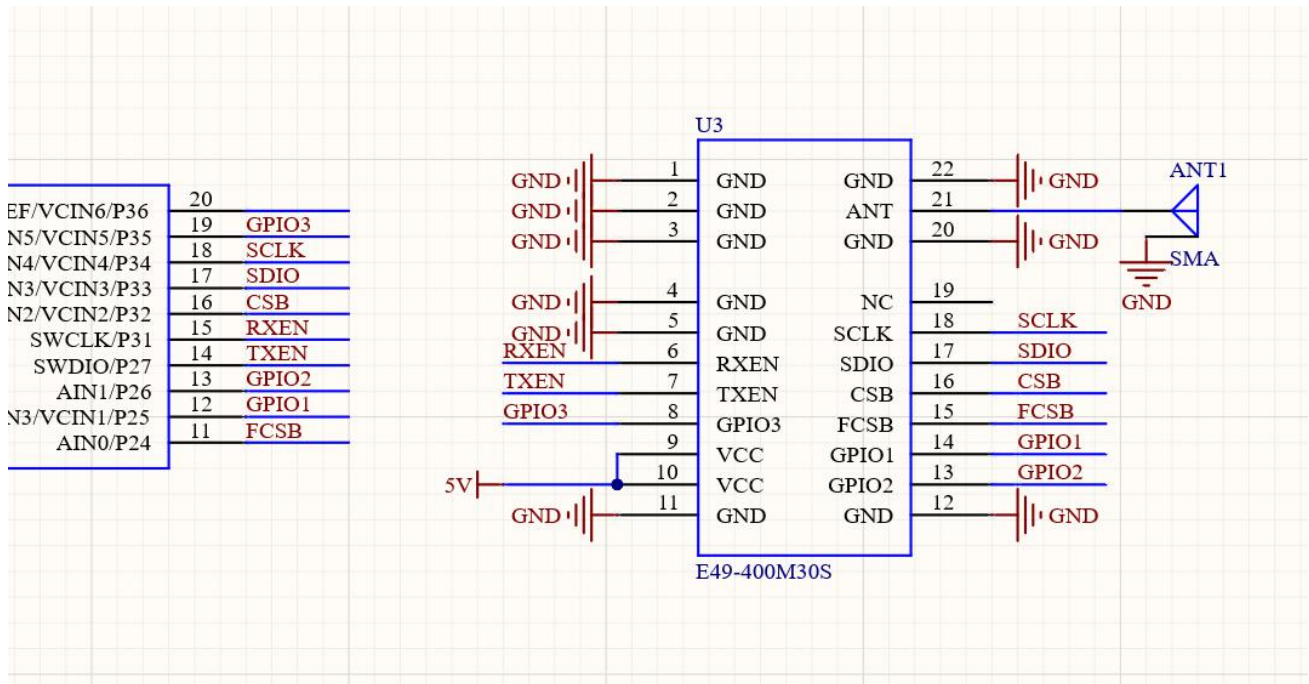 U3
EF/VCIN6/P36 20
N5/VCIN5/P35 19 GPIO3
N4/VCIN4/P34 18 SCLK
N3/VCIN3/P33 17 SDIO
N2/VCIN2/P32 16 CSB
SWCLK/P31 15 RXEN
SWDIO/P27 14 TXEN
AIN1/P26 13 GPIO2
N3/VCIN1/P25 12 GPIO1
AIN0/P24 11 FCSB
GND 1 GND GND 22 GND
GND 2 GND ANT 21
GND 3 GND GND 20 GND
GND 4 GND NC 19
GND 5 GND SCLK 18 SCLK
RXEN 6 RXEN SDIO 17 SDIO
TXEN 7 TXEN CSB 16 CSB
GPIO3 8 GPIO3 FCSB 15 FCSB
9 VCC GPIO1 14 GPIO1
5V 10 VCC GPIO2 13 GPIO2
GND 11 GND GND 12 GND
E49-400M30S
ANT1
SMA
GND